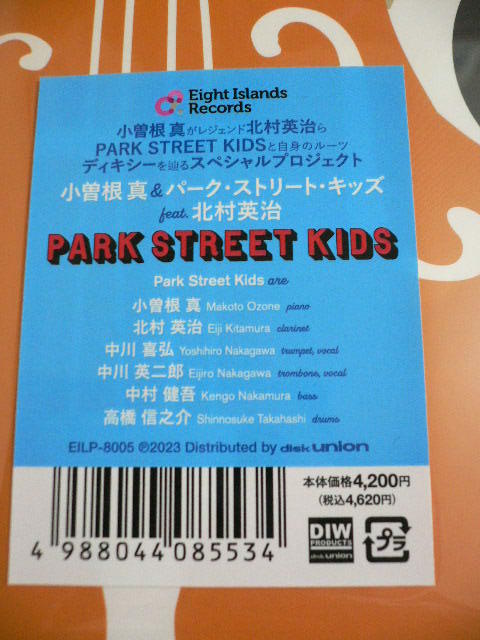 Eight Islands
Records
小曽根 真がレジェンド北村英治ら
PARK STREET KIDSと自身のルーツ
ディキシーを辿るスペシャルプロジェクト
小曽根 真&パーク・ストリート・キッズ
feat. 北村英治
PARK STREET KIDS
Park Street Kids are
小曽根 真 Makoto Ozone piano
北村 英治 Eiji Kitamura clarinet
中川 喜弘 Yoshihiro Nakagawa trumpet, vocal
中川 英二郎 Eijiro Nakagawa trombone, vocal
中村 健吾 Kengo Nakamura bass
高橋 信之介 Shinnosuke Takahashi drums
EILP-8005 ℗2023 Distributed by disk union
本体価格4,200円
(税込4,620円)
DIW
PRODUCTS
disk union
プラ
4 988044 085534